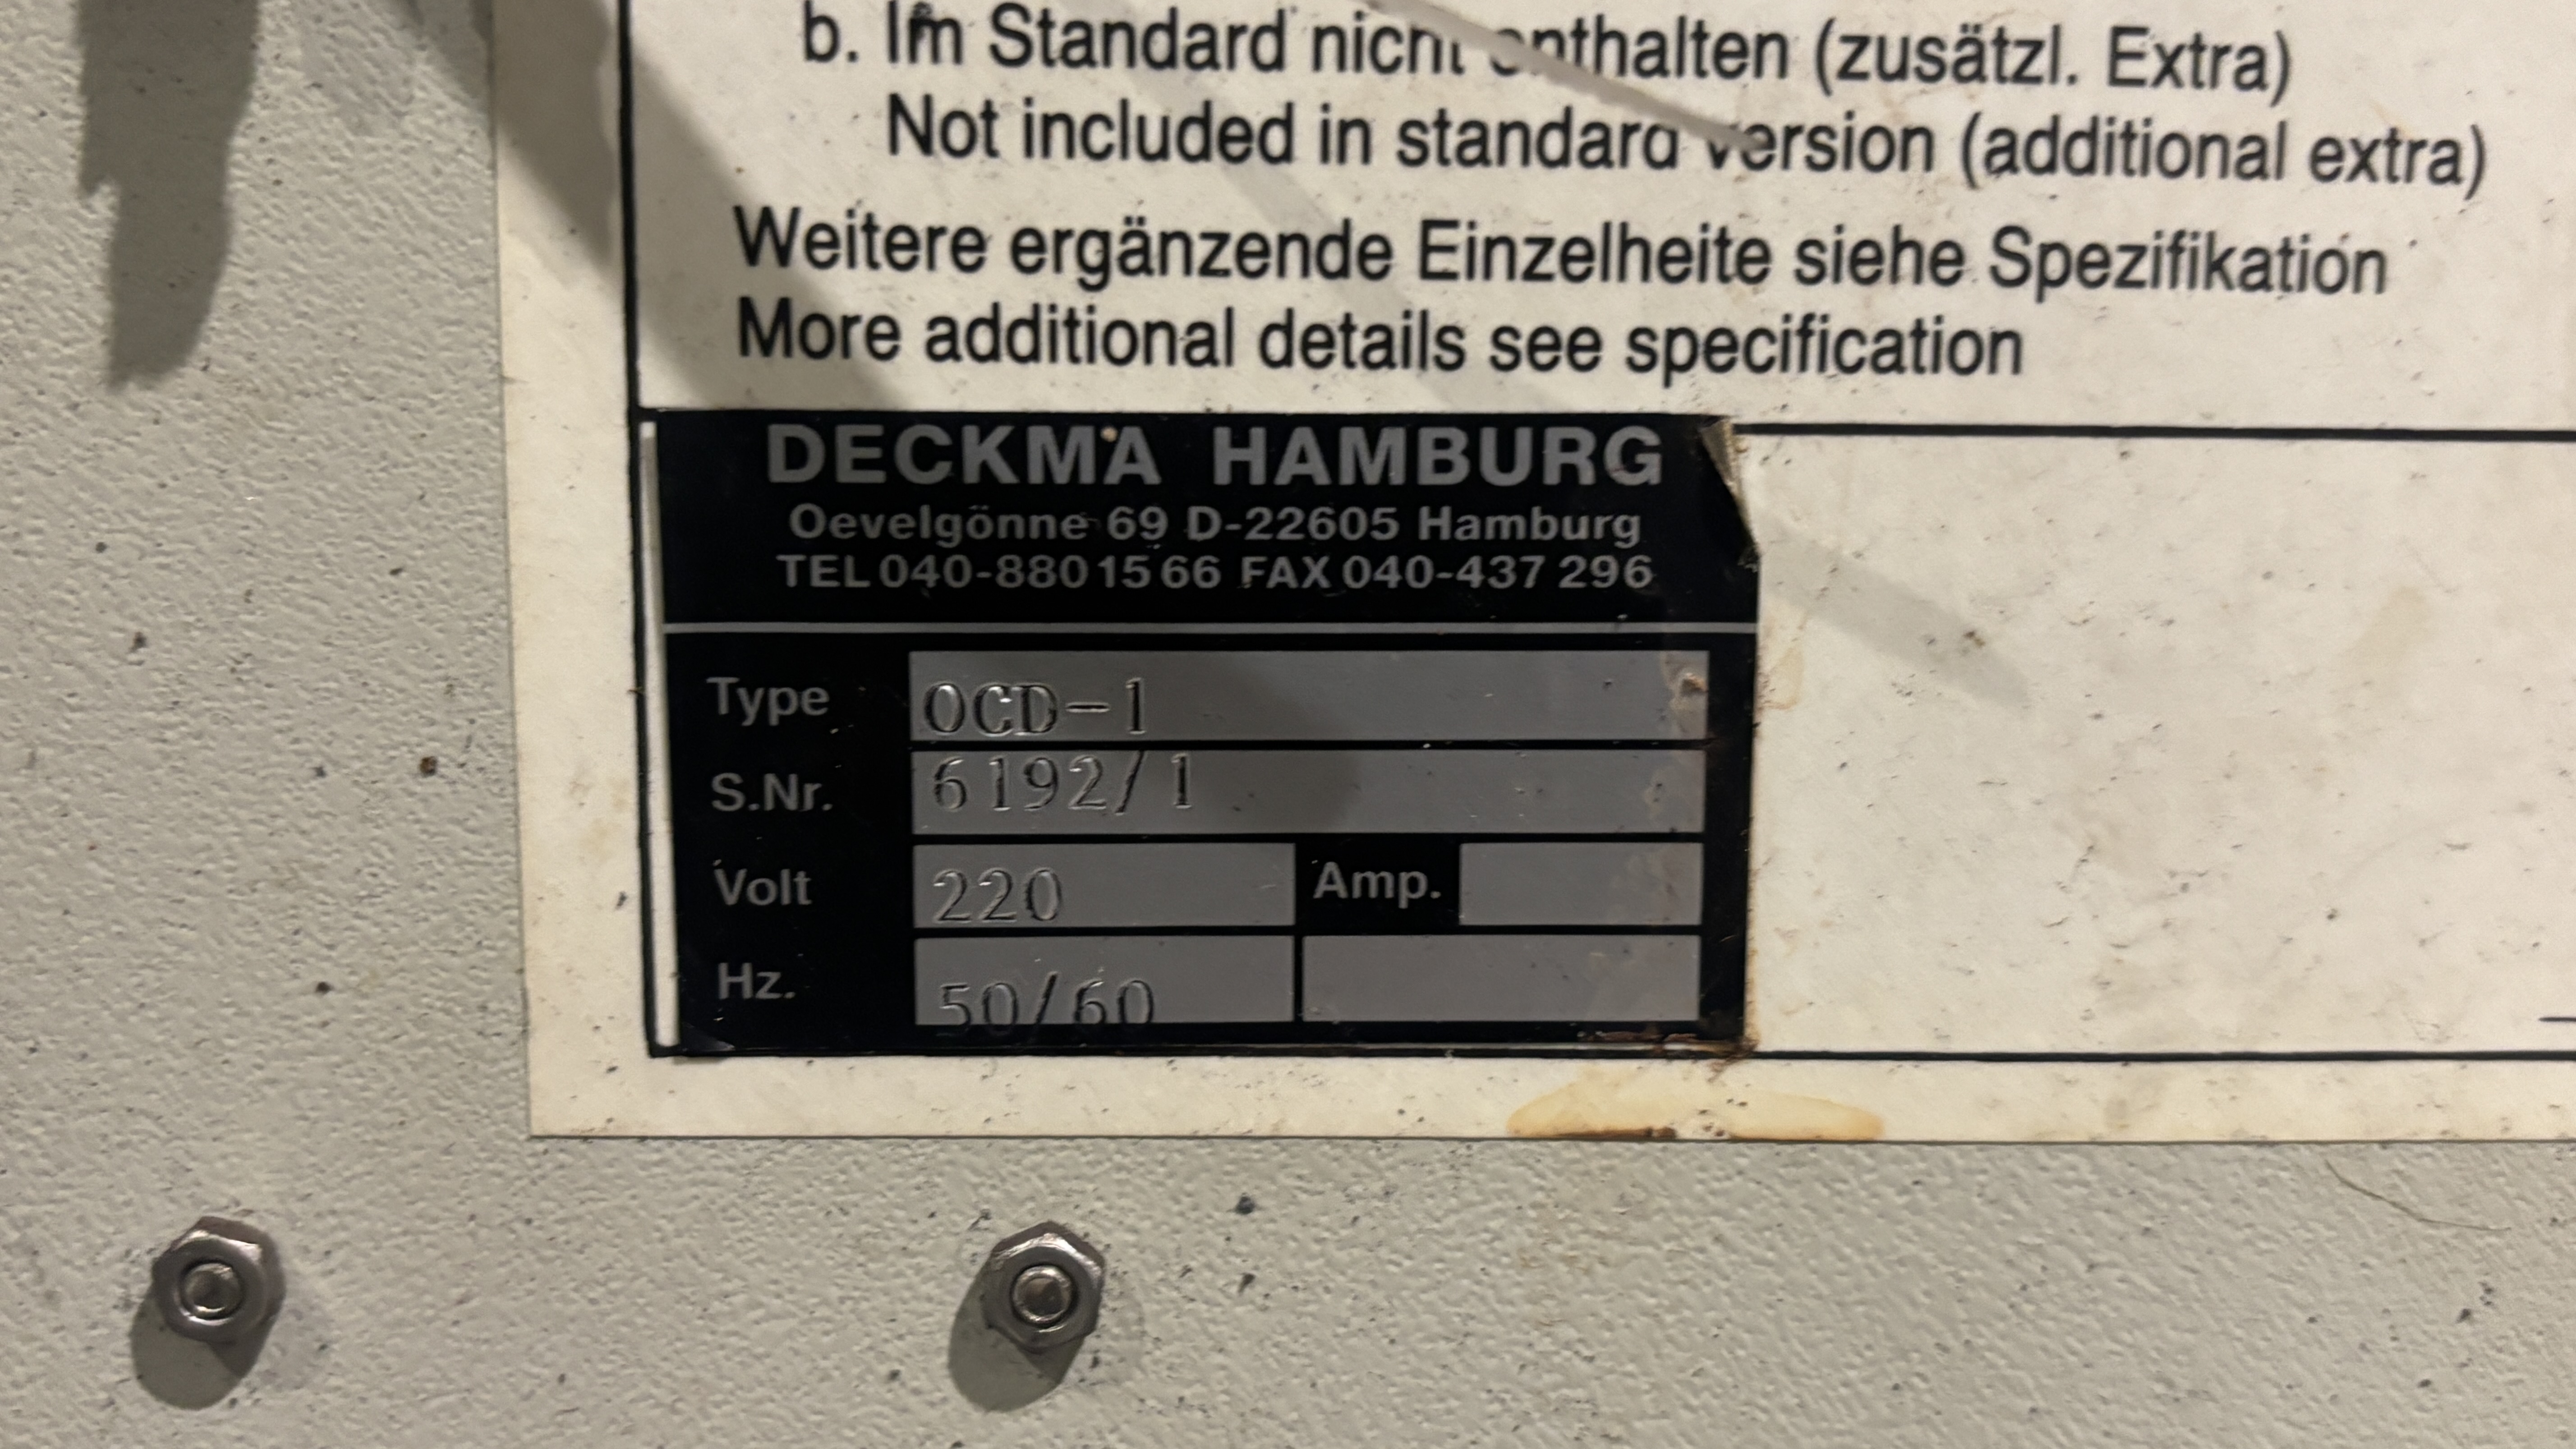 b. Im Standard nicht enthalten (zusätzl. Extra)
Not included in standard version (additional extra)
Weitere ergänzende Einzelheite siehe Spezifikation
More additional details see specification
DECKMA HAMBURG
Oevelgönne 69 D-22605 Hamburg
TEL 040-880 15 66 FAX 040-437 296
Type OCD-1
S.Nr. 6192/1
Volt 220 Amp.
Hz. 50/60